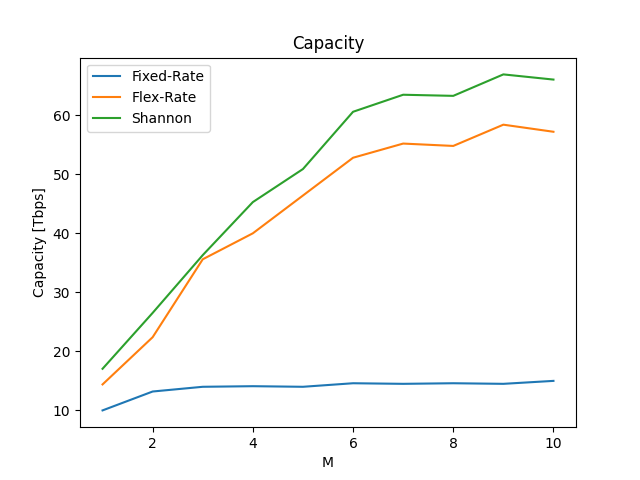 Capacity
Fixed-Rate
Flex-Rate
Shannon
Capacity [Tbps]
60
50
40
30
20
10
2 4 6 8 10
M